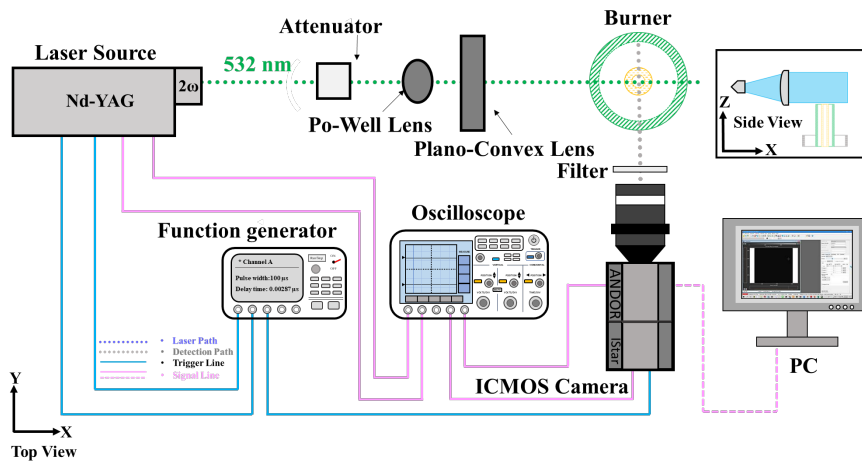 Burner
Attenuator
Laser Source
532 nm
2ω
Nd-YAG
Po-Well Lens
Plano-Convex Lens
Z
Side View
X
Filter
Function generator
Oscilloscope
* Channel A
Pulse width:100 µs
Delay time: 0.00287µs
ANDOR
IStar
Laser Path
Detection Path
Trigger Line
Signal Line
ICMOS Camera
PC
Y
X
Top View